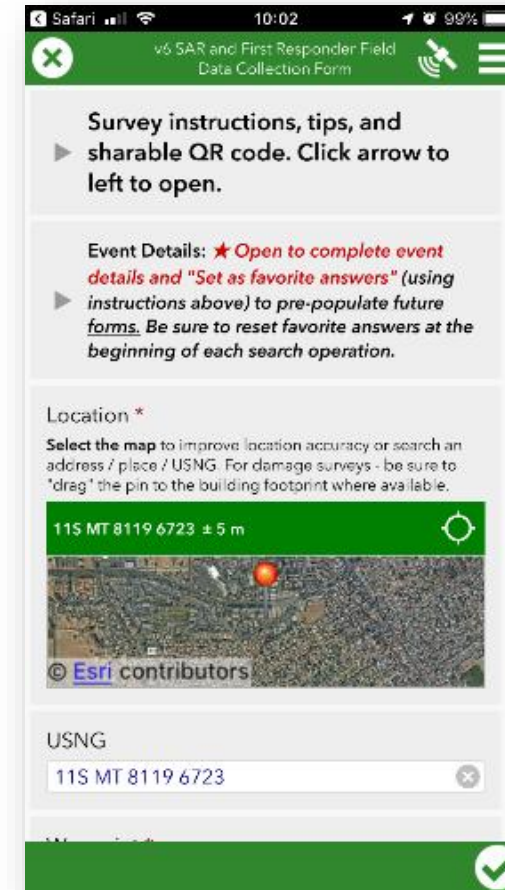 Safari 10:02 99%
v6 SAR and First Responder Field
Data Collection Form
Survey instructions, tips, and
sharable QR code. Click arrow to
left to open.
Event Details: ★ Open to complete event
details and "Set as favorite answers" (using
instructions above) to pre-populate future
forms. Be sure to reset favorite answers at the
beginning of each search operation.
Location *
Select the map to improve location accuracy or search an
address / place / USNG. For damage surveys - be sure to
"drag" the pin to the building footprint where available.
11S MT 8119 6723 ± 5 m
© Esri contributors
USNG
11S MT 8119 6723